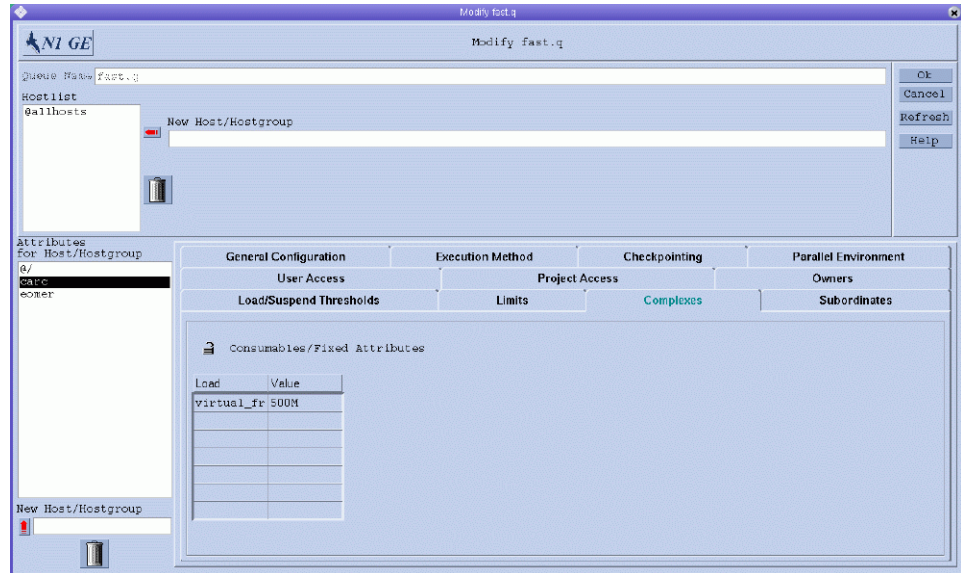 Modify fast.q
N1 GE
Modify fast.q
Queue Name fast.q
Hostlist
@allhosts
New Host/Hostgroup
Ok
Cancel
Refresh
Help
Attributes
for Host/Hostgroup
@/
carc
eomer
New Host/Hostgroup
General Configuration
Execution Method
Checkpointing
Parallel Environment
User Access
Project Access
Owners
Load/Suspend Thresholds
Limits
Complexes
Subordinates
Consumables/Fixed Attributes
Load Value
virtual_fr 500M